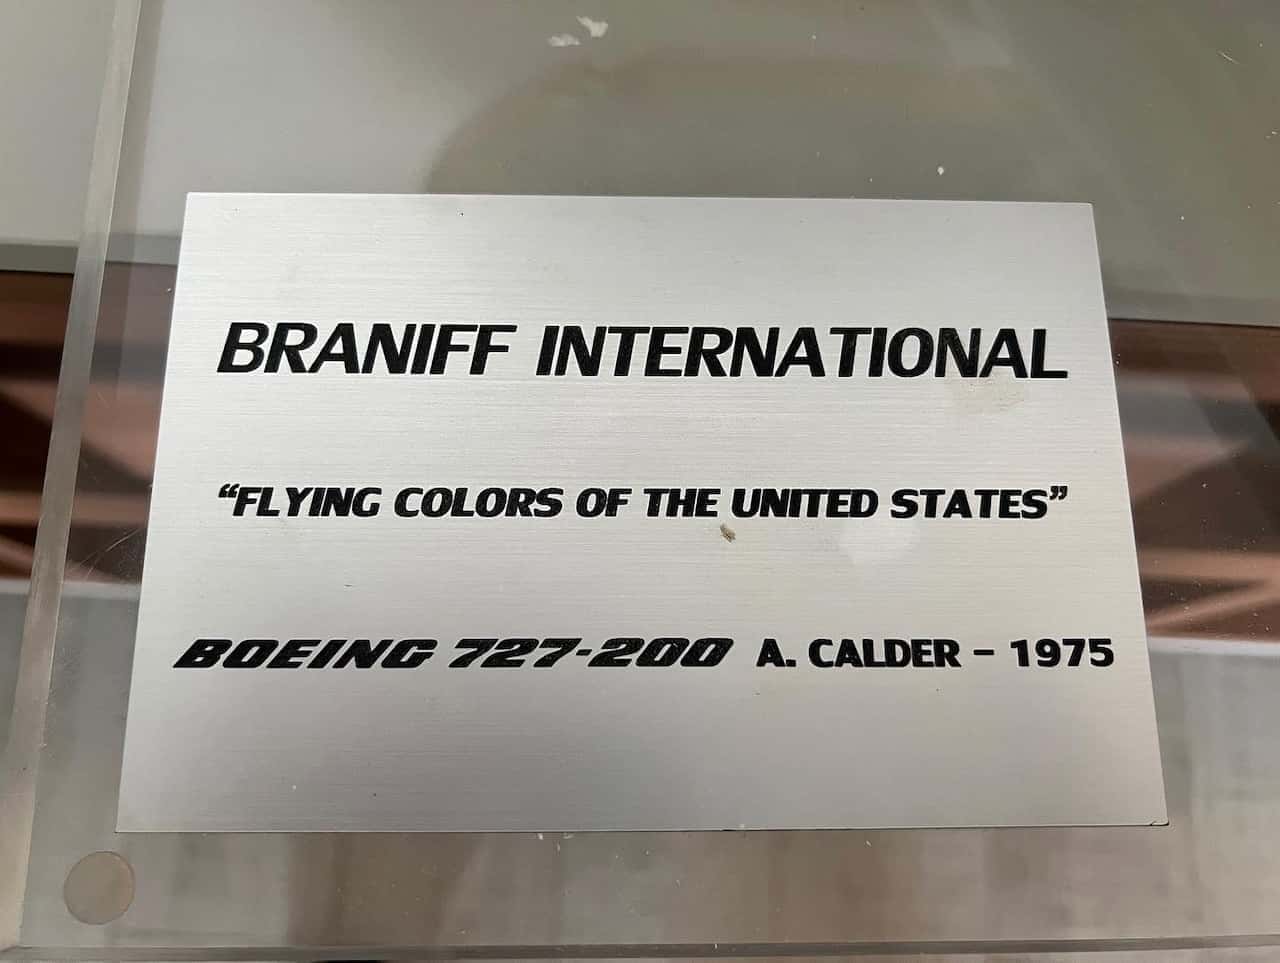 BRANIFF INTERNATIONAL
“FLYING COLORS OF THE UNITED STATES”
BOEING 727-200 A. CALDER – 1975